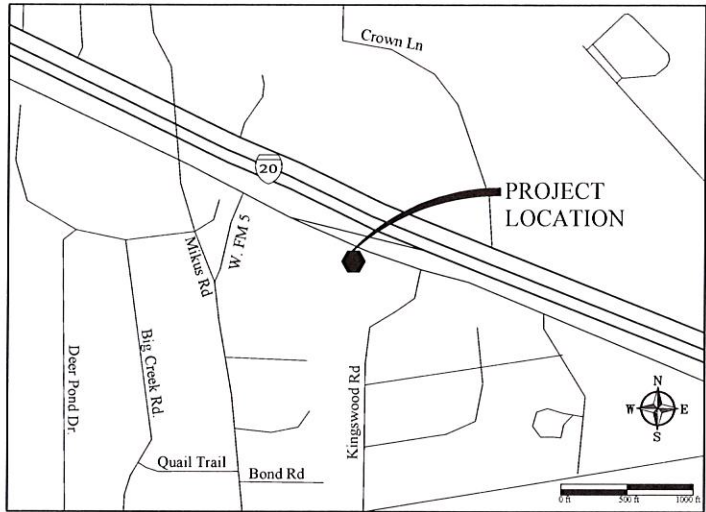 Crown Ln
20
PROJECT
LOCATION
W. FM 5
Mikus Rd
Big Creek Rd.
Deer Pond Dr.
Kingswood Rd
Quail Trail
Bond Rd
N
W E
S
0 ft 500 ft 1000 ft